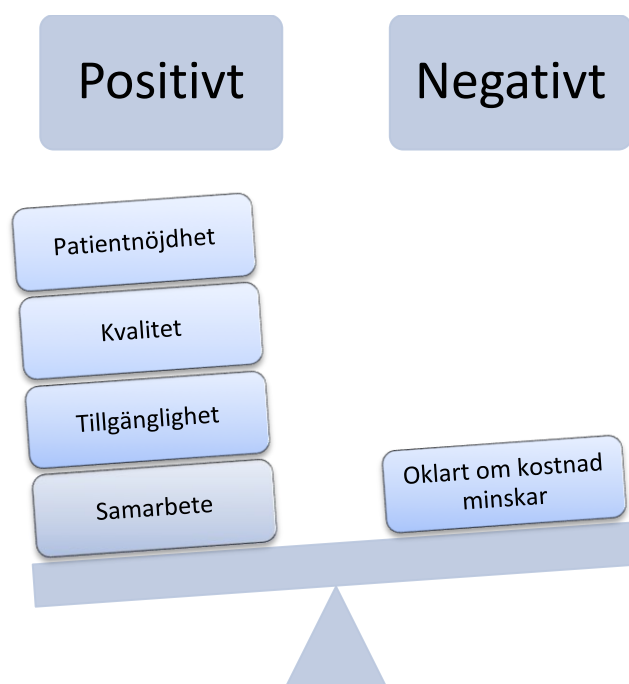 Positivt
Negativt
Patientnöjdhet
Kvalitet
Tillgänglighet
Samarbete
Oklart om kostnad
minskar